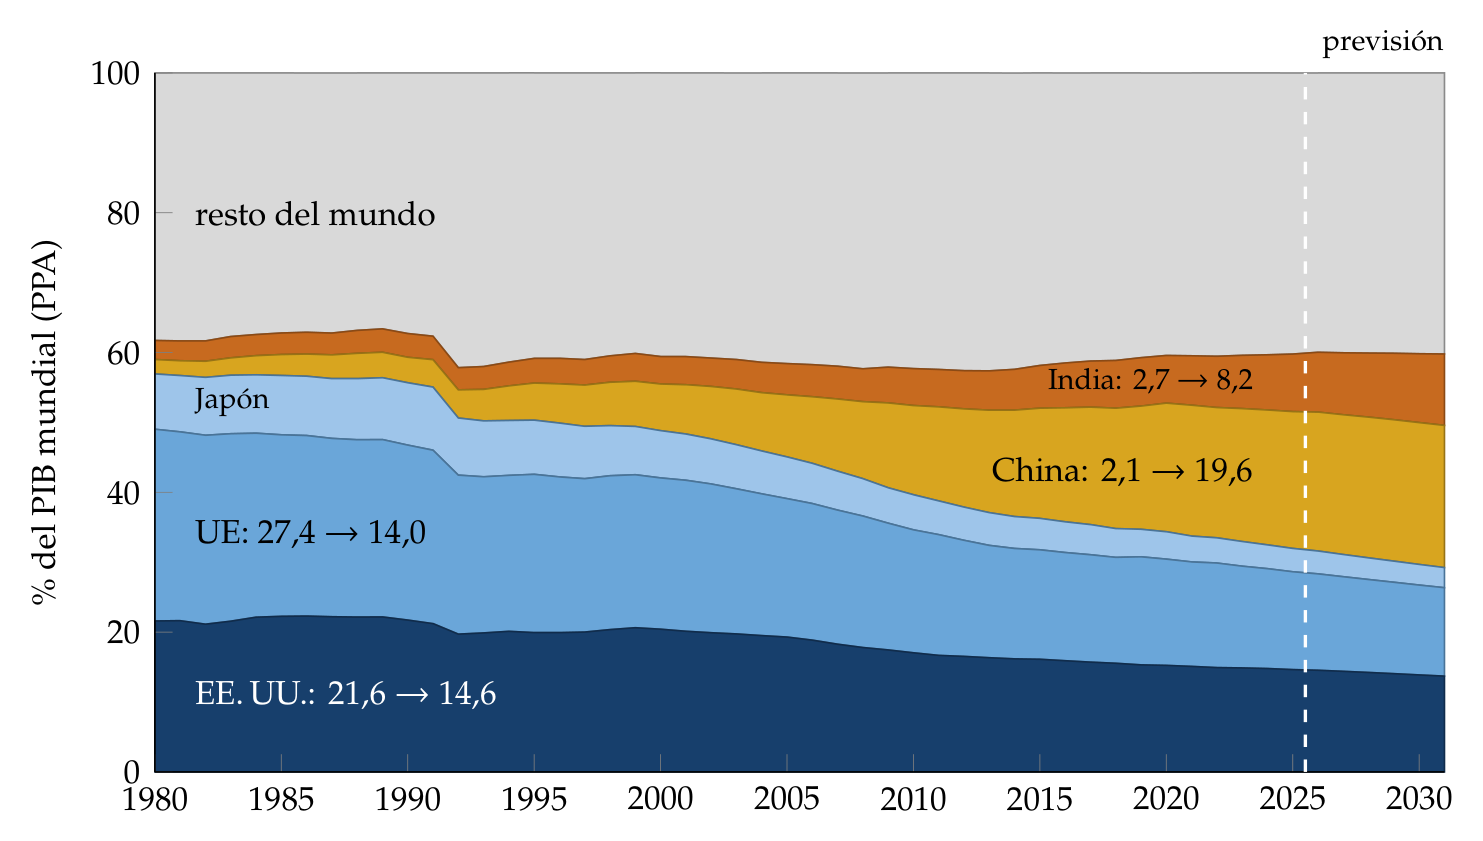 previsión
% del PIB mundial (PPA)
100
80
60
40
20
0
resto del mundo
Japón
India: 2,7 → 8,2
China: 2,1 → 19,6
UE: 27,4 → 14,0
EE. UU.: 21,6 → 14,6
1980 1985 1990 1995 2000 2005 2010 2015 2020 2025 2030